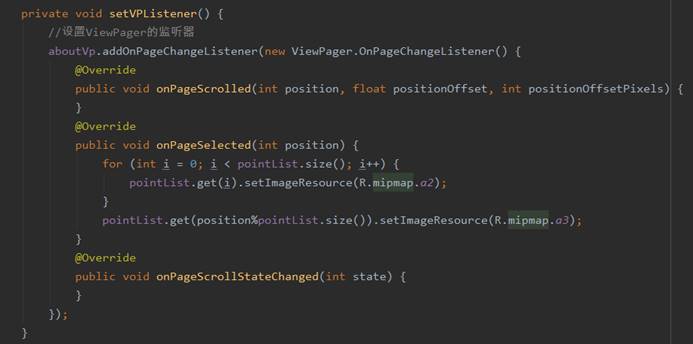 private void setVPListener() {
//设置ViewPager的监听器
aboutVp.addOnPageChangeListener(new ViewPager.OnPageChangeListener() {
@Override
public void onPageScrolled(int position, float positionOffset, int positionOffsetPixels) {
}
@Override
public void onPageSelected(int position) {
for (int i = 0; i < pointList.size(); i++) {
pointList.get(i).setImageResource(R.mipmap.a2);
}
pointList.get(position%pointList.size()).setImageResource(R.mipmap.a3);
}
@Override
public void onPageScrollStateChanged(int state) {
}
});
}